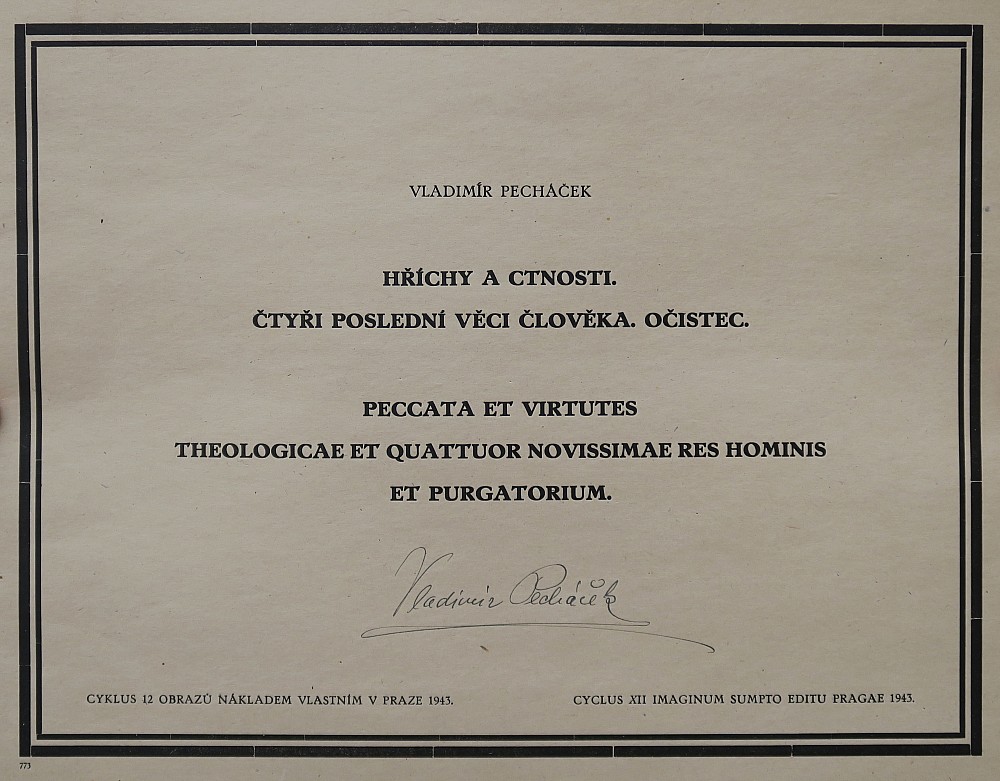 VLADIMÍR PECHÁČEK
HŘÍCHY A CTNOSTI.
ČTYŘI POSLEDNÍ VĚCI ČLOVĚKA. OČISTEC.
PECCATA ET VIRTUTES
THEOLOGICAE ET QUATTUOR NOVISSIMAE RES HOMINIS
ET PURGATORIUM.
Vladimír Pecháček
CYKLUS 12 OBRAZŮ NÁKLADEM VLASTNÍM V PRAZE 1943.
CYCLUS XII IMAGINUM SUMPTO EDITU PRAGAE 1943.
773